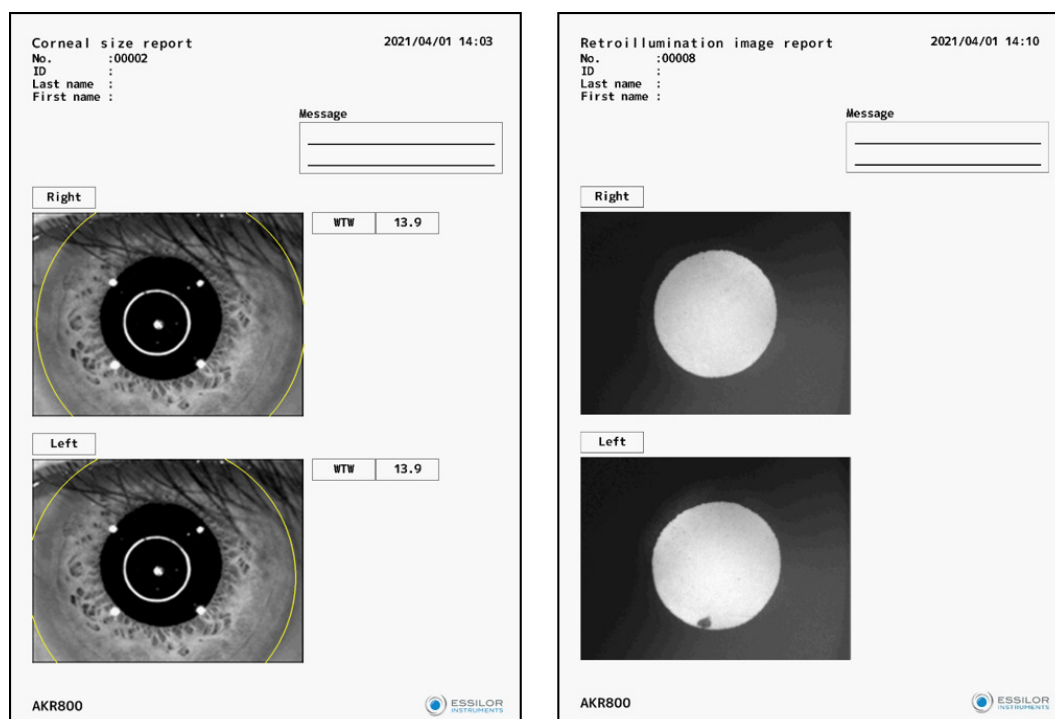 Corneal size report 2021/04/01 14:03
No. :00002
ID :
Last name :
First name :
Message
Right
WTW 13.9
Left
WTW 13.9
AKR800
ESSILOR
INSTRUMENTS
Retroillumination image report 2021/04/01 14:10
No. :00008
ID :
Last name :
First name :
Message
Right
Left
AKR800
ESSILOR
INSTRUMENTS